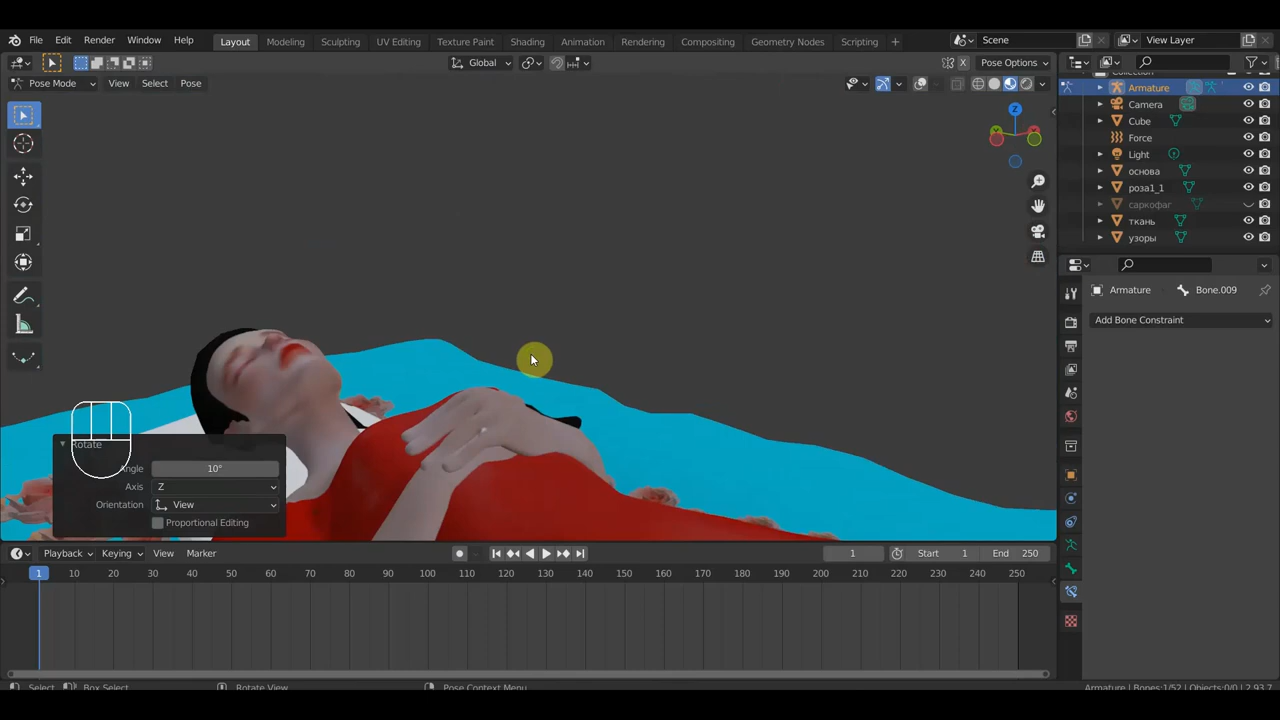 File Edit Render Window Help Layout Modeling Sculpting UV Editing Texture Paint Shading Animation Rendering Compositing Geometry Nodes Scripting + Scene View Layer
Global X Pose Options
Pose Mode View Select Pose
Collection
Armature
Camera
Cube
Force
Light
основа
роза1_1
саркофаг
ткань
узоры
Z
Armature Bone.009
Add Bone Constraint
Rotate
Angle 10°
Axis Z
Orientation View
Proportional Editing
Playback Keying View Marker 1 Start 1 End 250
1 10 20 30 40 50 60 70 80 90 100 110 120 130 140 150 160 170 180 190 200 210 220 230 240 250
Select Box Select Rotate View Pose Context Menu Armature | Bones:1/52 | Objects:0/0 | 2.93.7